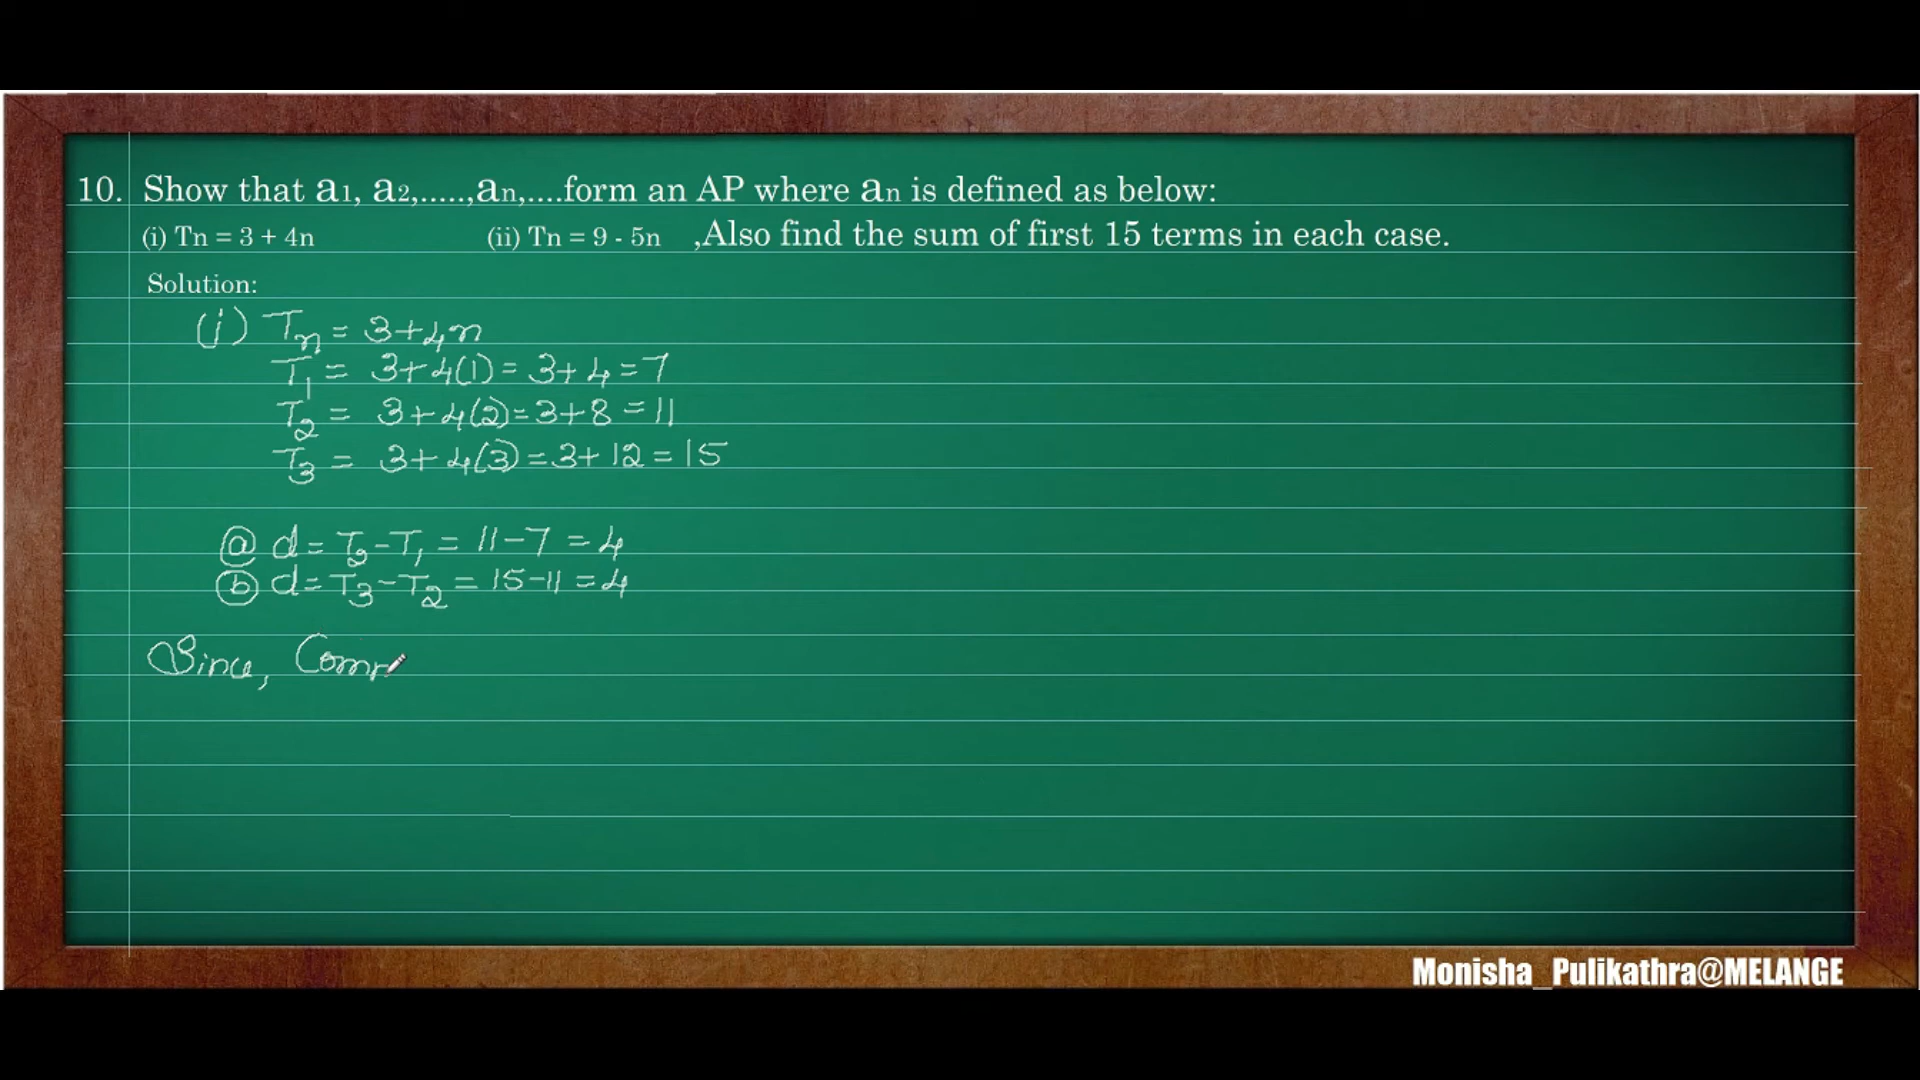 10. Show that a1, a2,.....,an,....form an AP where an is defined as below:
(i) Tn = 3 + 4n (ii) Tn = 9 - 5n ,Also find the sum of first 15 terms in each case.
Solution:
(i) Tn = 3+4n
T1 = 3+4(1) = 3+4 = 7
T2 = 3+4(2) = 3+8 = 11
T3 = 3+4(3) = 3+12 = 15
ⓐ d = T2-T1 = 11-7 = 4
ⓑ d = T3-T2 = 15-11 = 4
Since, Com
Monisha_Pulikathra@MELANGE